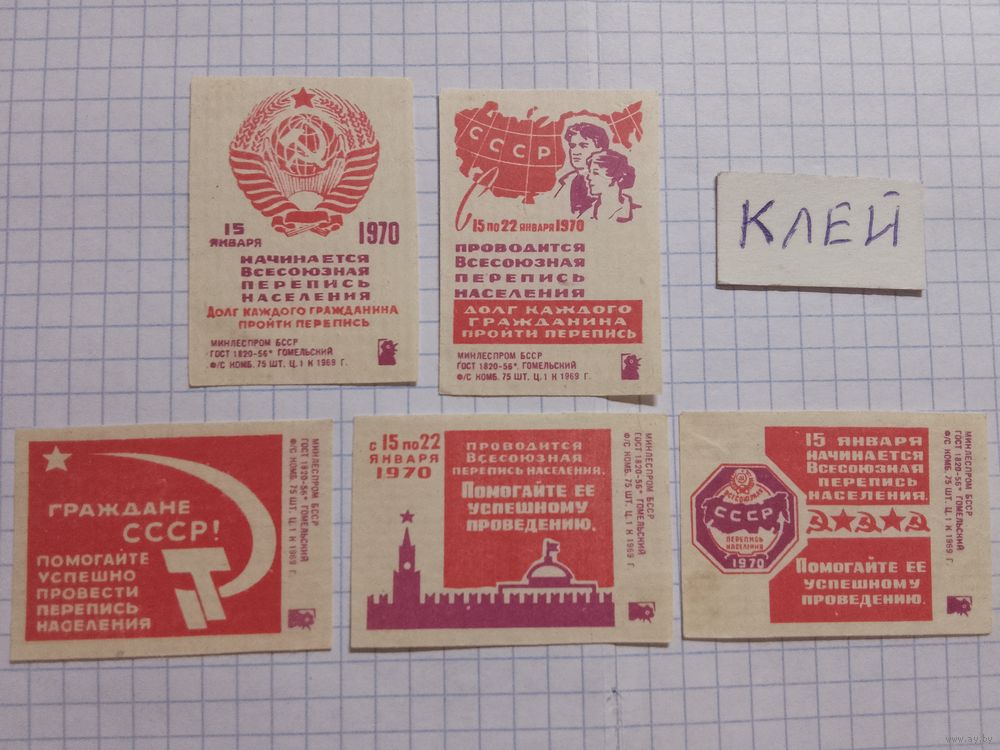 15
ЯНВАРЯ
1970
НАЧИНАЕТСЯ
ВСЕСОЮЗНАЯ
ПЕРЕПИСЬ
НАСЕЛЕНИЯ
ДОЛГ КАЖДОГО ГРАЖДАНИНА
ПРОЙТИ ПЕРЕПИСЬ
МИНЛЕСПРОМ БССР
ГОСТ 1820-56* ГОМЕЛЬСКИЙ
Ф/С КОМБ. 75 ШТ. Ц. 1 К 1969 Г.
СССР
С 15 ПО 22 ЯНВАРЯ 1970
ПРОВОДИТСЯ
ВСЕСОЮЗНАЯ
ПЕРЕПИСЬ
НАСЕЛЕНИЯ
ДОЛГ КАЖДОГО
ГРАЖДАНИНА
ПРОЙТИ ПЕРЕПИСЬ
МИНЛЕСПРОМ БССР
ГОСТ 1820-56* ГОМЕЛЬСКИЙ
Ф/С КОМБ. 75 ШТ. Ц. 1 К 1969 Г.
КЛЕЙ
ГРАЖДАНЕ
СССР!
ПОМОГАЙТЕ
УСПЕШНО
ПРОВЕСТИ
ПЕРЕПИСЬ
НАСЕЛЕНИЯ
МИНЛЕСПРОМ БССР
ГОСТ 1820-56* ГОМЕЛЬСКИЙ
Ф/С КОМБ. 75 ШТ. Ц. 1 К 1969 Г.
С 15 ПО 22
ЯНВАРЯ
1970
ПРОВОДИТСЯ
ВСЕСОЮЗНАЯ
ПЕРЕПИСЬ НАСЕЛЕНИЯ.
ПОМОГАЙТЕ ЕЕ
УСПЕШНОМУ
ПРОВЕДЕНИЮ.
МИНЛЕСПРОМ БССР
ГОСТ 1820-56* ГОМЕЛЬСКИЙ
Ф/С КОМБ. 75 ШТ. Ц. 1 К 1969 Г.
СССР
ПЕРЕПИСЬ
НАСЕЛЕНИЯ
1970
15 ЯНВАРЯ
НАЧИНАЕТСЯ
ВСЕСОЮЗНАЯ
ПЕРЕПИСЬ
НАСЕЛЕНИЯ.
ПОМОГАЙТЕ ЕЕ
УСПЕШНОМУ
ПРОВЕДЕНИЮ.
МИНЛЕСПРОМ БССР
ГОСТ 1820-56* ГОМЕЛЬСКИЙ
Ф/С КОМБ. 75 ШТ. Ц. 1 К 1969 Г.
www.ay.by